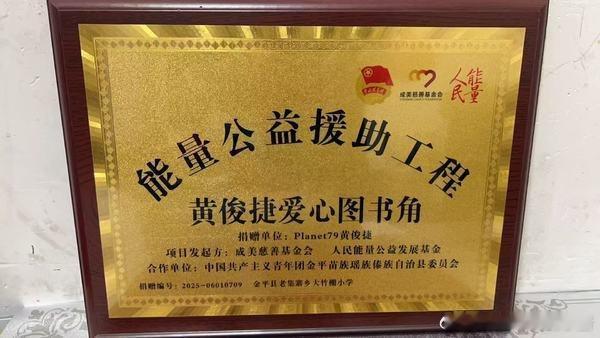 成美慈善基金会
人民能量
能量公益援助工程
黄俊捷爱心图书角
捐赠单位：Planet79黄俊捷
项目发起方：成美慈善基金会 人民能量公益发展基金
合作单位：中国共产主义青年团金平苗族瑶族傣族自治县委员会
捐赠编号：2025-06010709 金平县老集寨乡大竹棚小学